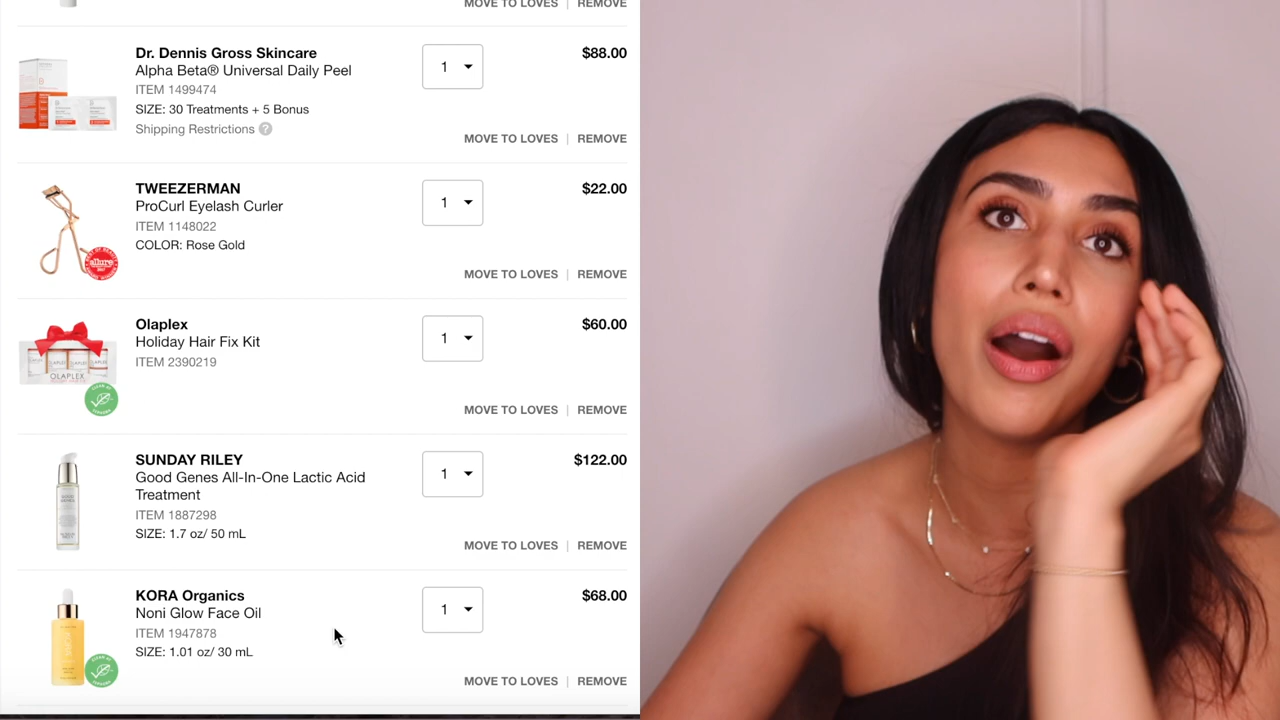 MOVE TO LOVES | REMOVE
Dr. Dennis Gross Skincare
$88.00
Alpha Beta® Universal Daily Peel
1
ITEM 1499474
SIZE: 30 Treatments + 5 Bonus
Shipping Restrictions ?
MOVE TO LOVES | REMOVE
TWEEZERMAN
$22.00
ProCurl Eyelash Curler
1
ITEM 1148022
COLOR: Rose Gold
allure
MOVE TO LOVES | REMOVE
Olaplex
$60.00
Holiday Hair Fix Kit
1
ITEM 2390219
OLAPLEX
MOVE TO LOVES | REMOVE
SUNDAY RILEY
$122.00
Good Genes All-In-One Lactic Acid
Treatment
1
ITEM 1887298
SIZE: 1.7 oz/ 50 mL
MOVE TO LOVES | REMOVE
KORA Organics
$68.00
Noni Glow Face Oil
1
ITEM 1947878
SIZE: 1.01 oz/ 30 mL
MOVE TO LOVES | REMOVE